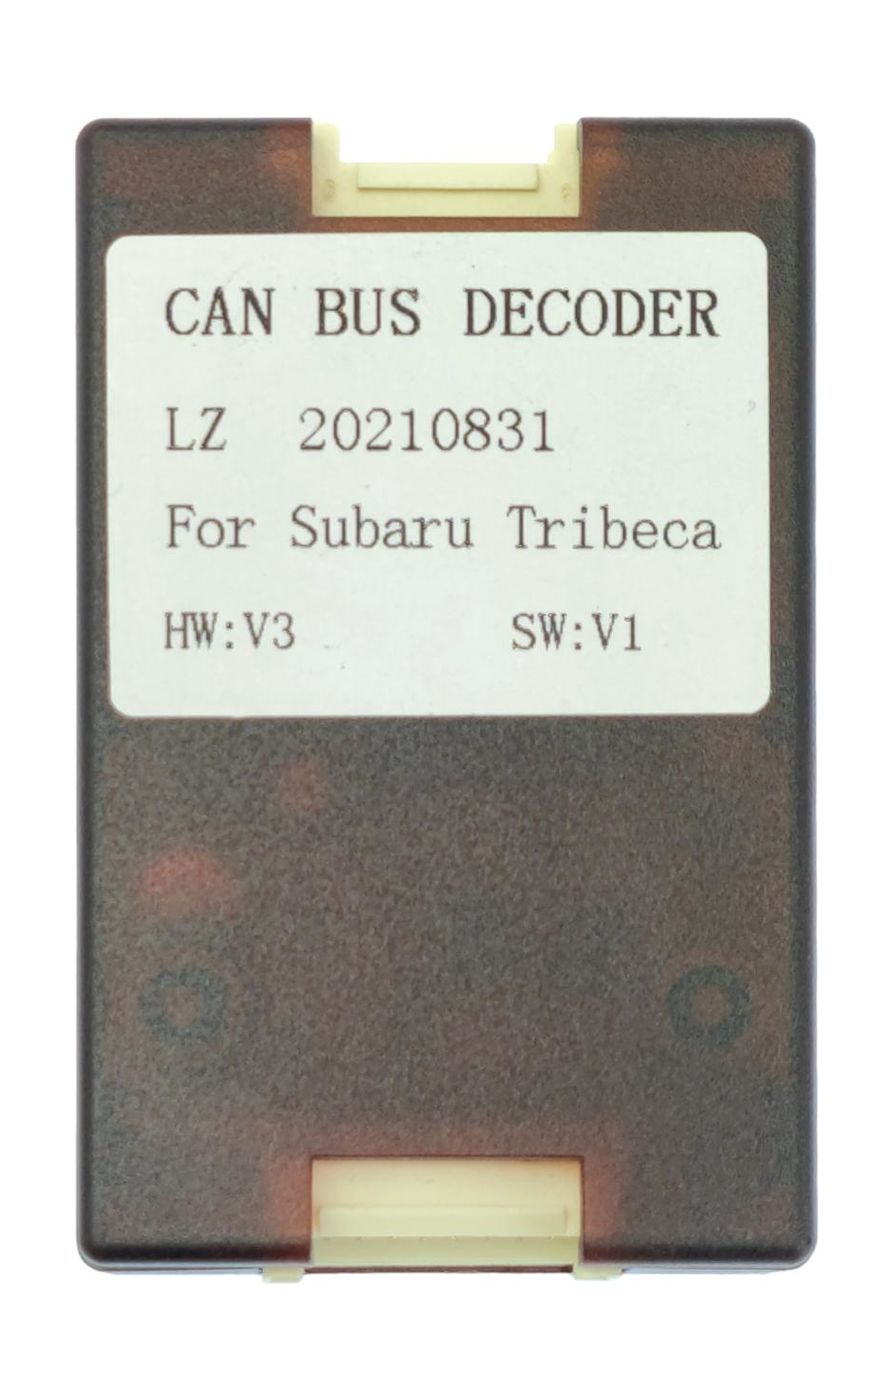 CAN BUS DECODER
LZ 20210831
For Subaru Tribeca
HW:V3 SW:V1